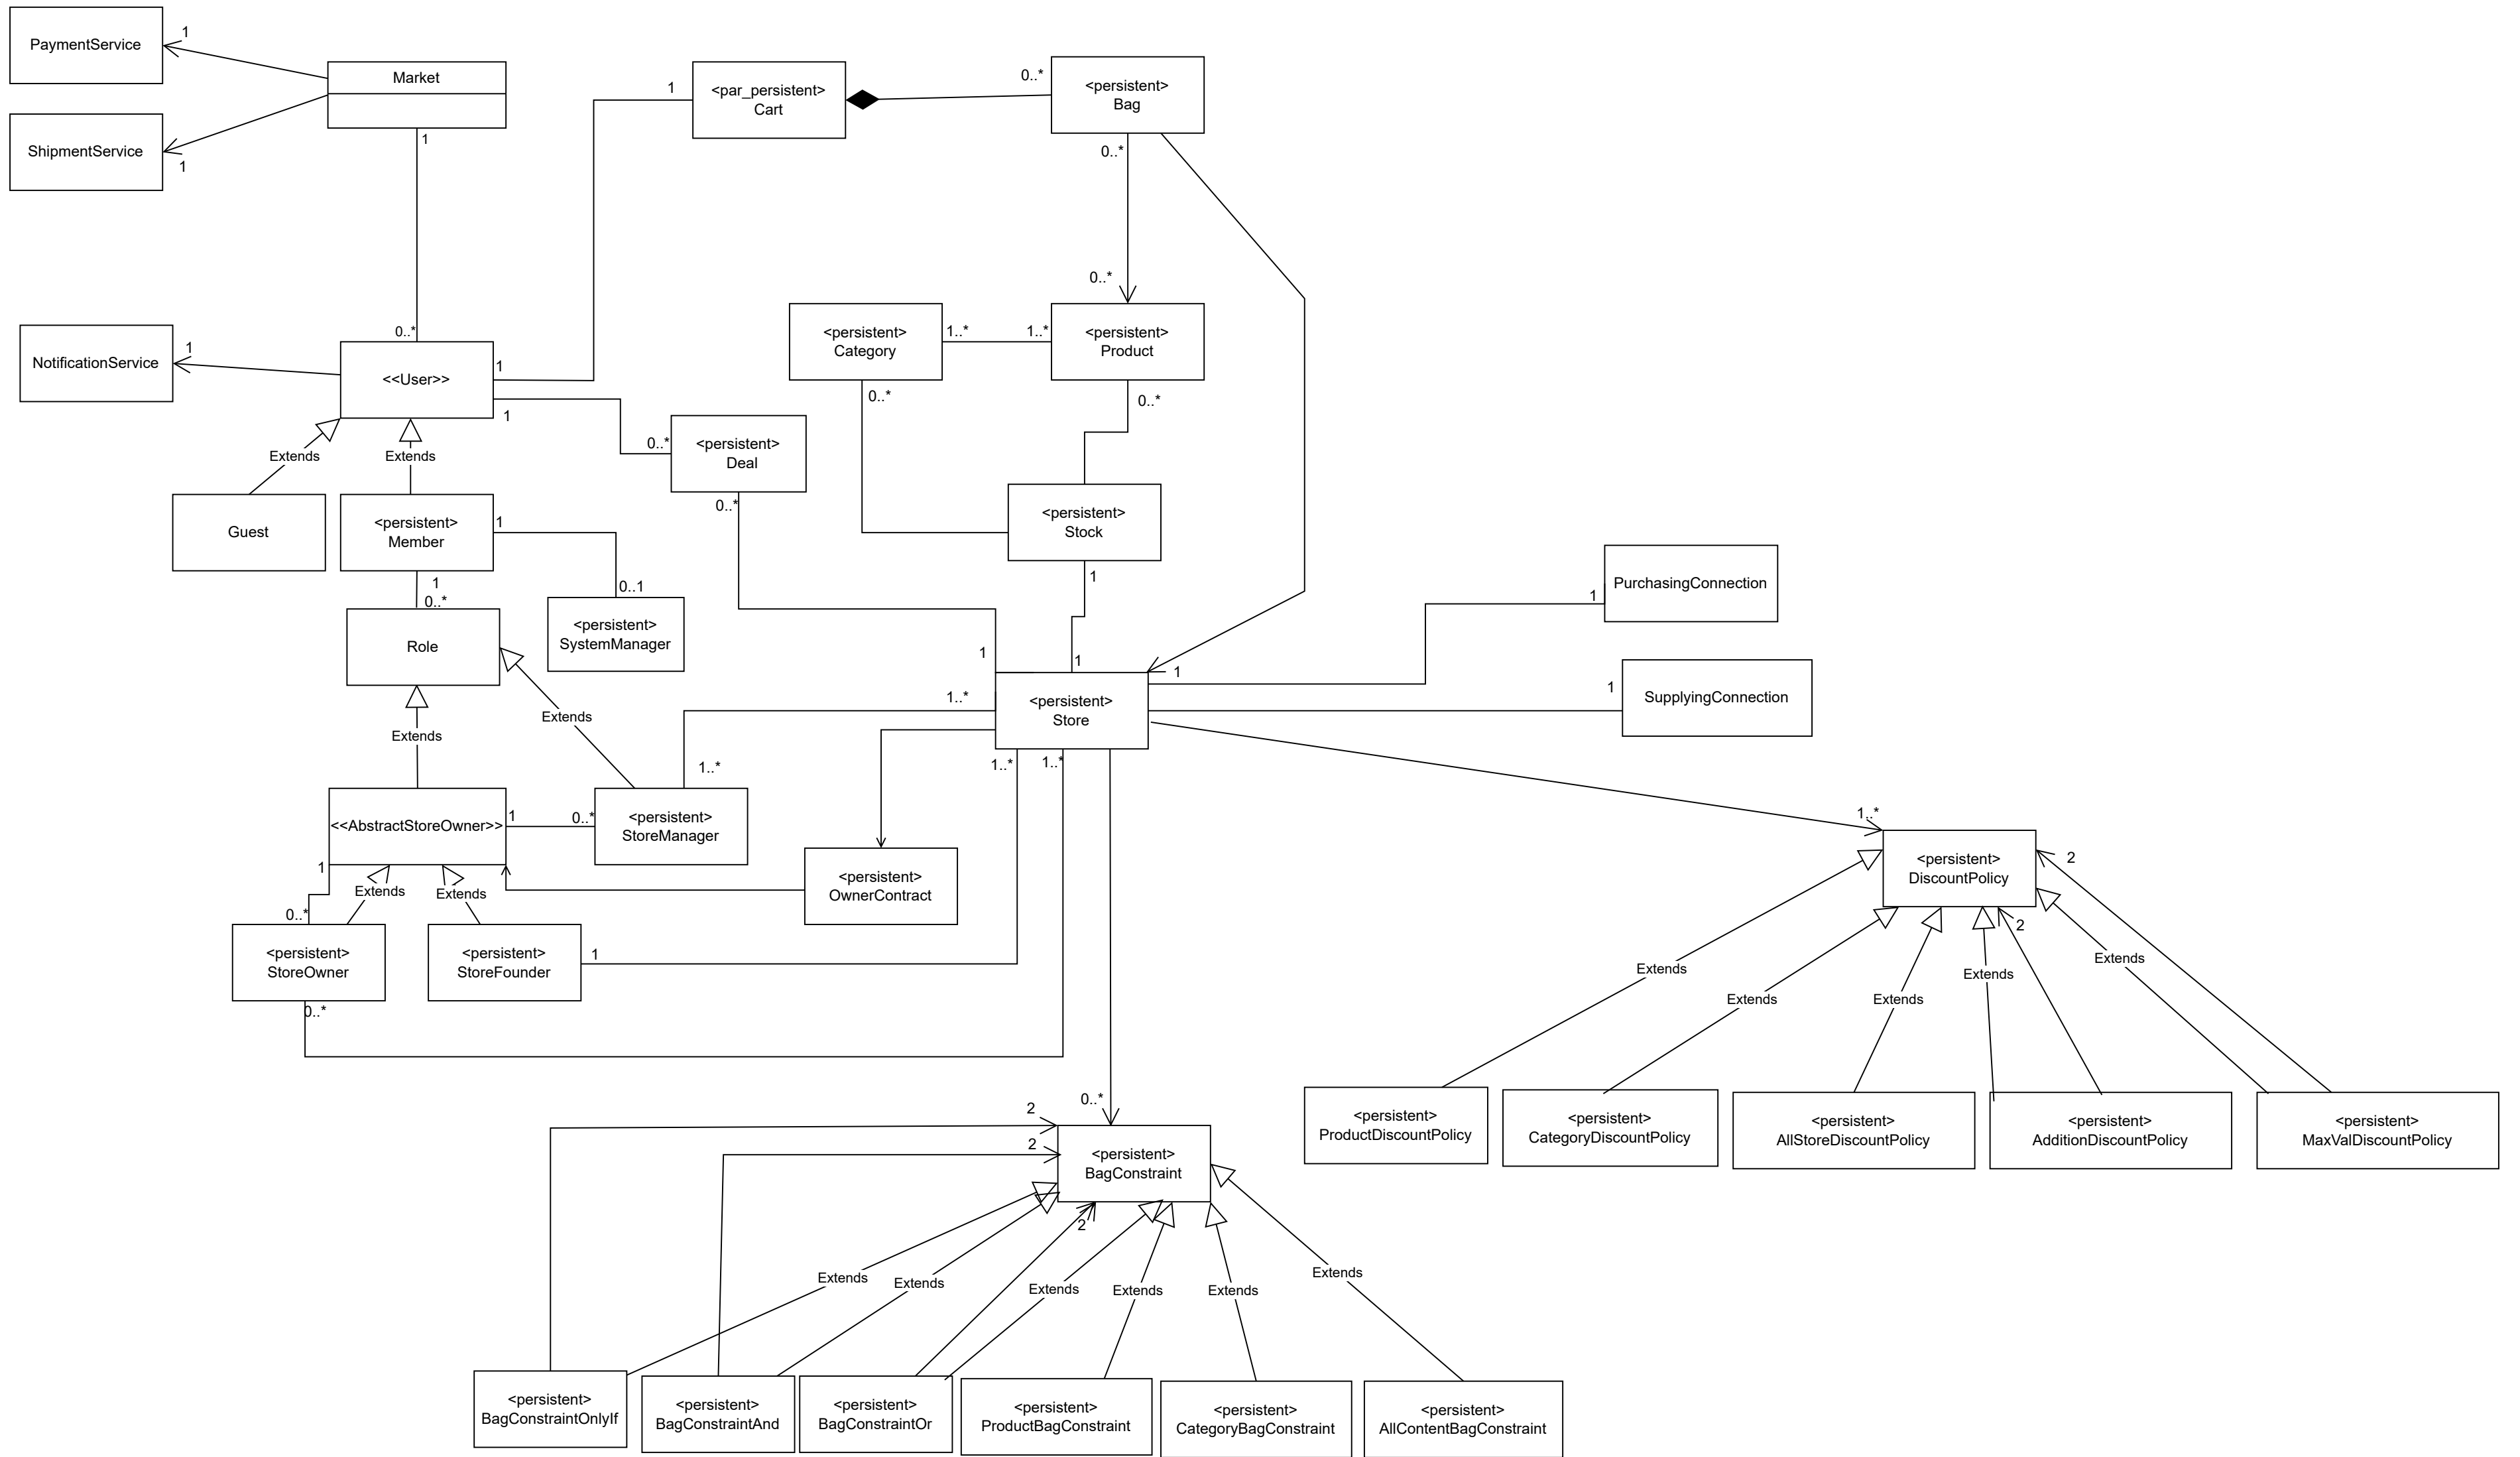 PaymentService
1
Market
ShipmentService
1
1
1
<par_persistent>
Cart
0..*
<persistent>
Bag
0..*
0..*
0..*
NotificationService
1
<<User>>
1
1
<persistent>
Category
1..*
1..*
<persistent>
Product
0..*
0..*
Extends
Extends
0..*
<persistent>
Deal
0..*
Guest
<persistent>
Member
1
<persistent>
Stock
1
1
0..*
0..1
<persistent>
SystemManager
Role
PurchasingConnection
1
1
1
1
SupplyingConnection
1
Extends
Extends
1..*
<persistent>
Store
1..*
1..*
1..*
<<AbstractStoreOwner>>
1
0..*
<persistent>
StoreManager
1..*
<persistent>
DiscountPolicy
2
2
1
Extends
Extends
<persistent>
OwnerContract
0..*
<persistent>
StoreOwner
<persistent>
StoreFounder
1
0..*
Extends
Extends
Extends
Extends
Extends
0..*
2
2
<persistent>
BagConstraint
2
<persistent>
ProductDiscountPolicy
<persistent>
CategoryDiscountPolicy
<persistent>
AllStoreDiscountPolicy
<persistent>
AdditionDiscountPolicy
<persistent>
MaxValDiscountPolicy
Extends
Extends
Extends
Extends
Extends
Extends
<persistent>
BagConstraintOnlyIf
<persistent>
BagConstraintAnd
<persistent>
BagConstraintOr
<persistent>
ProductBagConstraint
<persistent>
CategoryBagConstraint
<persistent>
AllContentBagConstraint